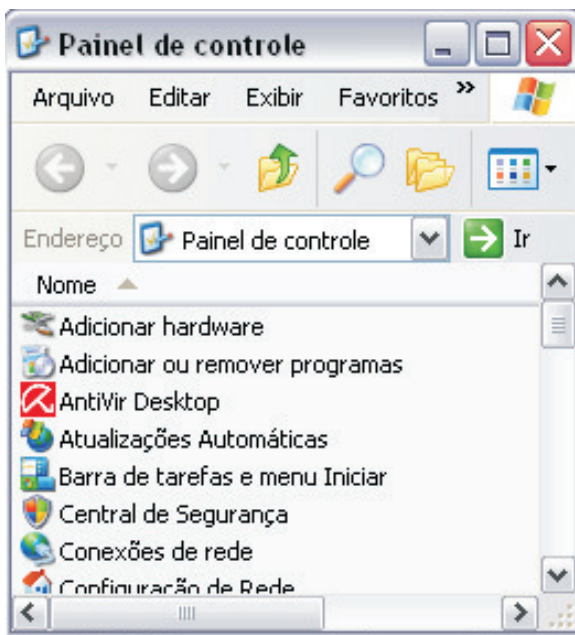 Painel de controle
Arquivo Editar Exibir Favoritos »
Endereço Painel de controle Ir
Nome
Adicionar hardware
Adicionar ou remover programas
AntiVir Desktop
Atualizações Automáticas
Barra de tarefas e menu Iniciar
Central de Segurança
Conexões de rede
Configuração de Rede